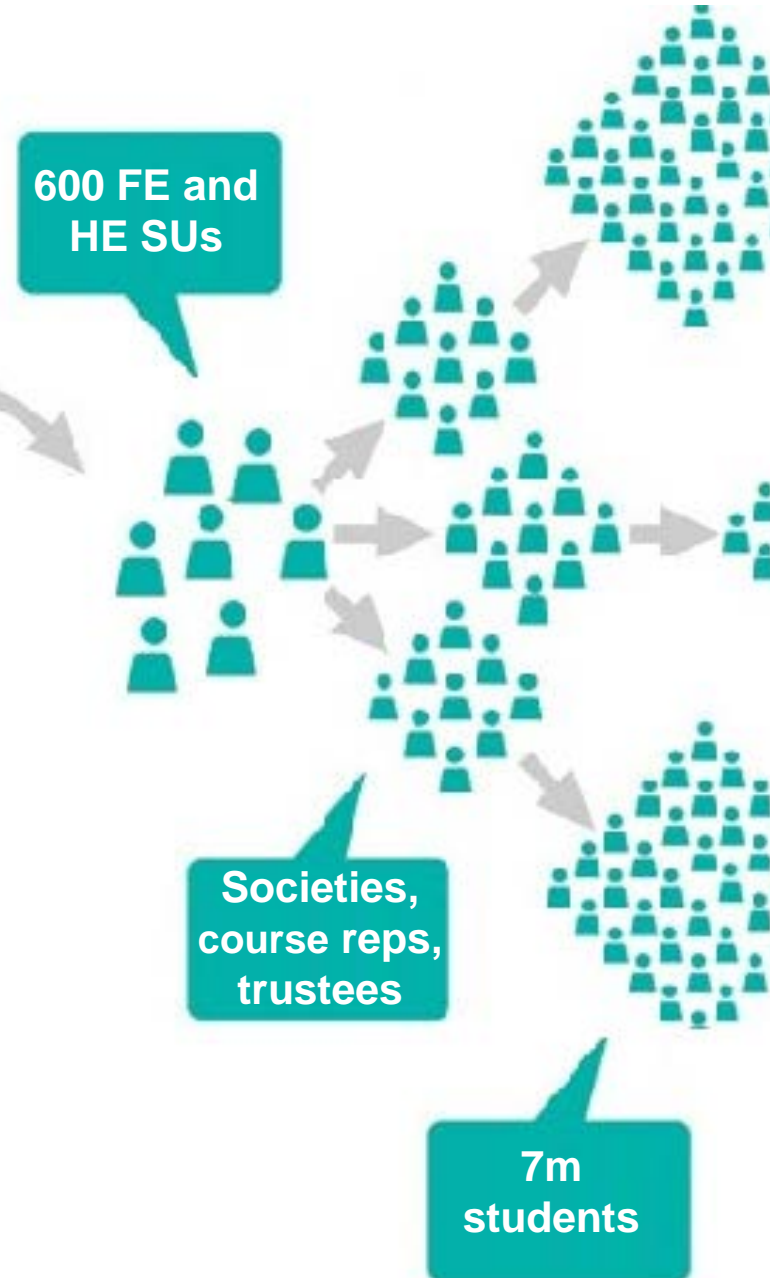 600 FE and
HE SUs
Societies,
course reps,
trustees
7m
students